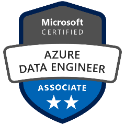 Microsoft
CERTIFIED
AZURE
DATA ENGINEER
ASSOCIATE